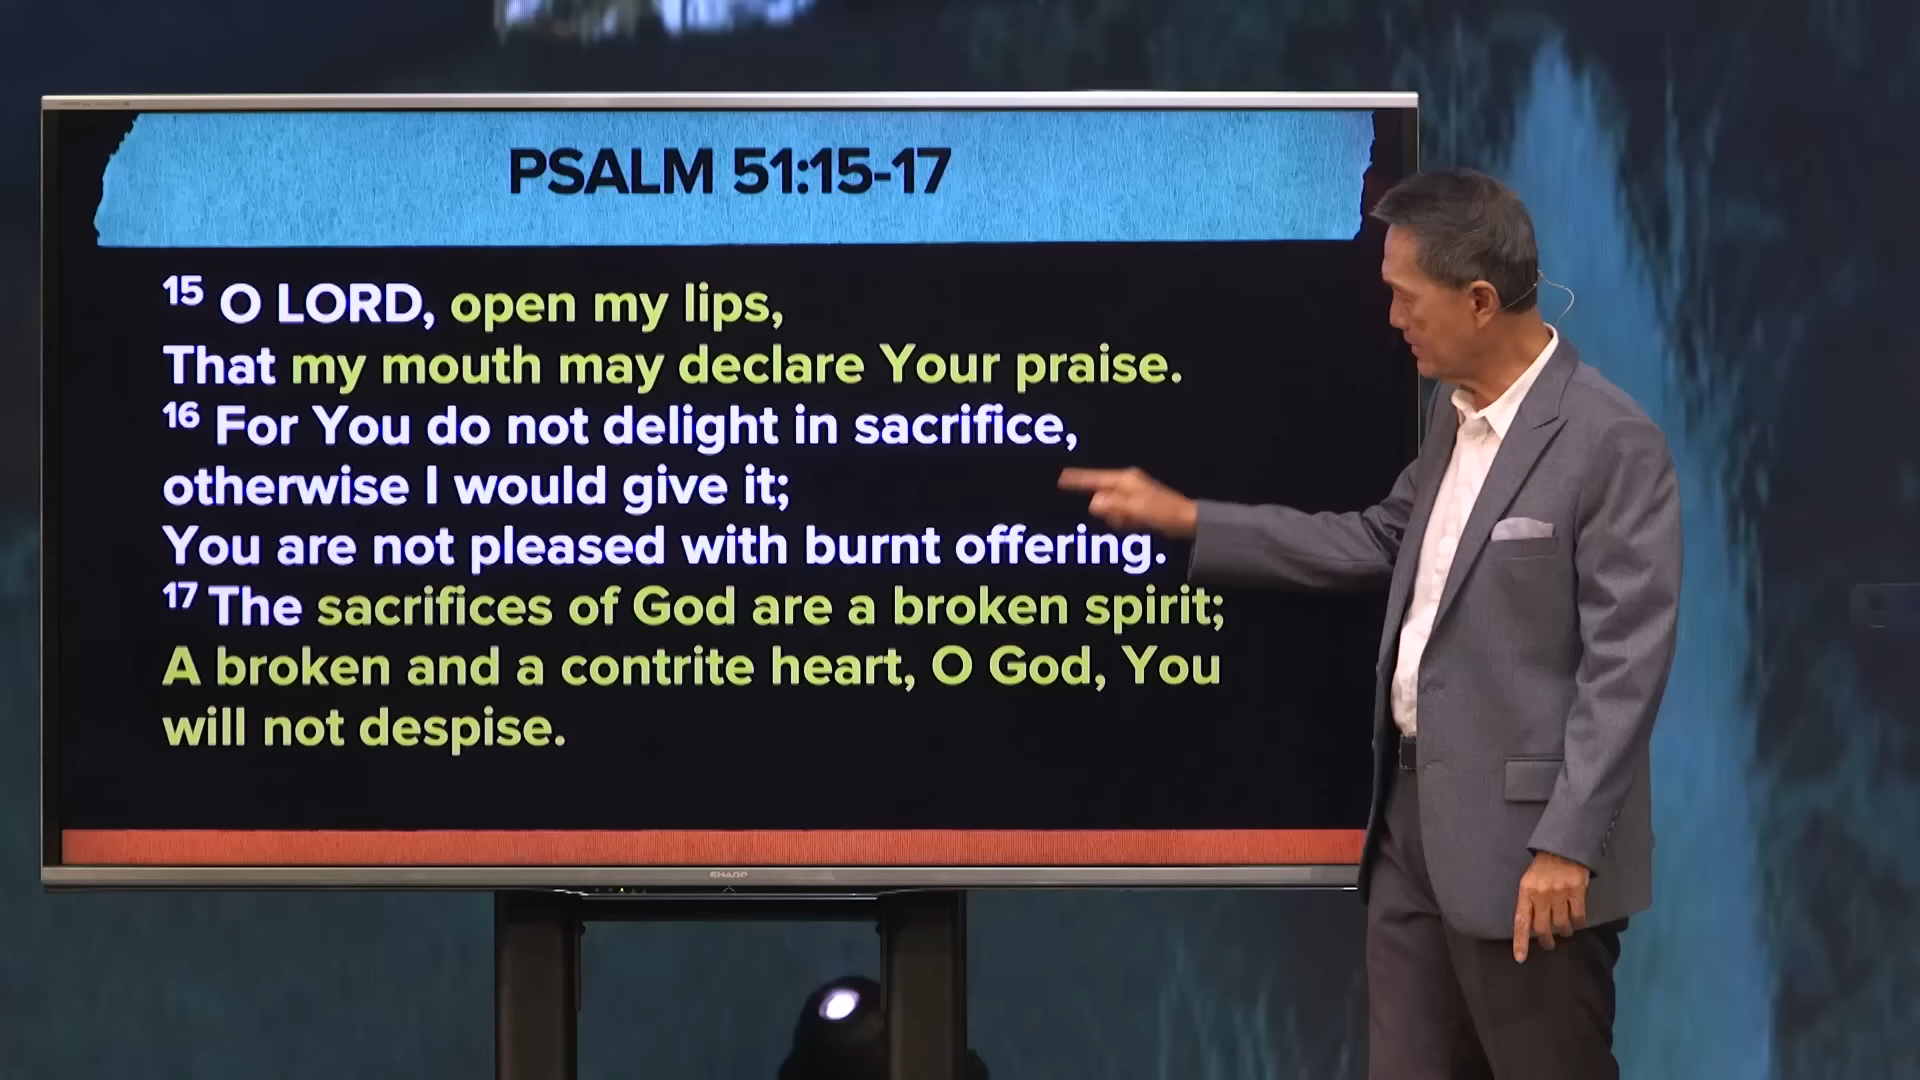 PSALM 51:15-17
15 O LORD, open my lips,
That my mouth may declare Your praise.
16 For You do not delight in sacrifice,
otherwise I would give it;
You are not pleased with burnt offering.
17 The sacrifices of God are a broken spirit;
A broken and a contrite heart, O God, You
will not despise.
SHARP